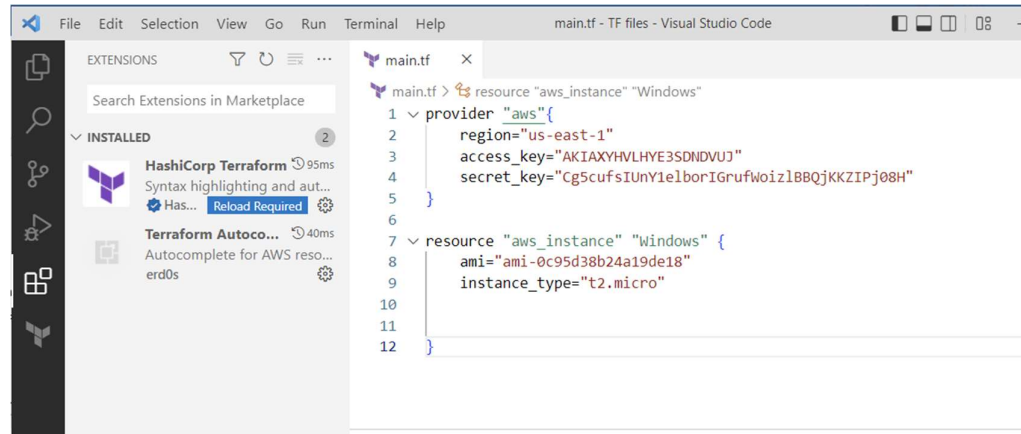 File Edit Selection View Go Run Terminal Help main.tf - TF files - Visual Studio Code
EXTENSIONS
Search Extensions in Marketplace
INSTALLED 2
HashiCorp Terraform 95ms
Syntax highlighting and aut...
Has... Reload Required
Terraform Autoco... 40ms
Autocomplete for AWS reso...
erd0s
main.tf
main.tf > resource "aws_instance" "Windows"
1 provider "aws"{
2 region="us-east-1"
3 access_key="AKIAXYHVLHYE3SDNDVUJ"
4 secret_key="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"
5 }
6
7 resource "aws_instance" "Windows" {
8 ami="ami-0c95d38b24a19de18"
9 instance_type="t2.micro"
10
11
12 }